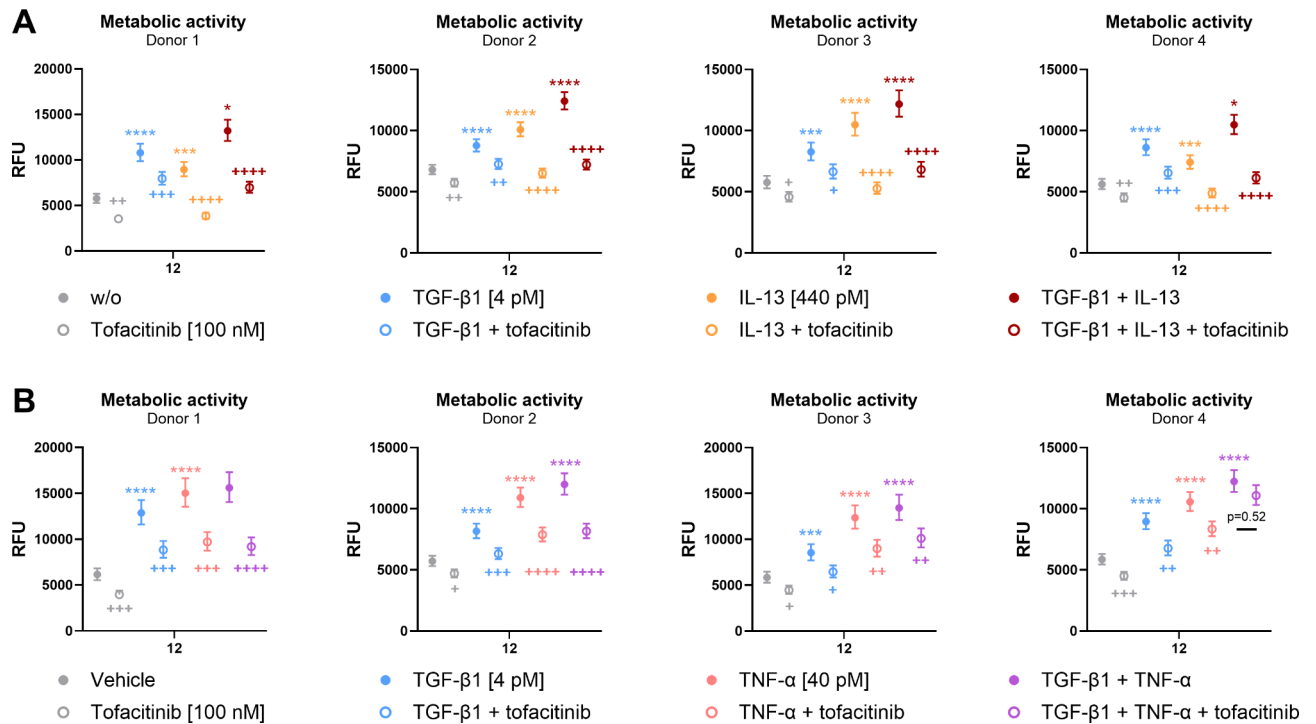 A
Metabolic activity
Donor 1
RFU
20000
15000
10000
5000
0
12
++
****
+++
***
++++
*
++++
Metabolic activity
Donor 2
RFU
15000
10000
5000
0
12
++
****
++
****
++++
****
++++
Metabolic activity
Donor 3
RFU
15000
10000
5000
0
12
+
***
+
****
++++
****
++++
Metabolic activity
Donor 4
RFU
15000
10000
5000
0
12
++
****
+++
***
++++
*
++++
w/o
Tofacitinib [100 nM]
TGF-β1 [4 pM]
TGF-β1 + tofacitinib
IL-13 [440 pM]
IL-13 + tofacitinib
TGF-β1 + IL-13
TGF-β1 + IL-13 + tofacitinib
B
Metabolic activity
Donor 1
RFU
20000
15000
10000
5000
0
12
+++
****
+++
****
+++
++++
Metabolic activity
Donor 2
RFU
15000
10000
5000
0
12
+
****
+++
****
++++
****
++++
Metabolic activity
Donor 3
RFU
20000
15000
10000
5000
0
12
+
***
+
****
++
****
++
Metabolic activity
Donor 4
RFU
15000
10000
5000
0
12
+++
****
++
****
++
****
p=0.52
Vehicle
Tofacitinib [100 nM]
TGF-β1 [4 pM]
TGF-β1 + tofacitinib
TNF-α [40 pM]
TNF-α + tofacitinib
TGF-β1 + TNF-α
TGF-β1 + TNF-α + tofacitinib